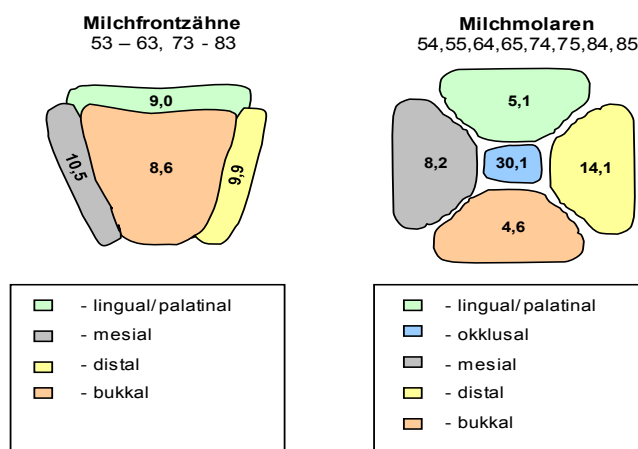 Milchfrontzähne
53 – 63, 73 - 83
9,0
10,5
8,6
9,9
- lingual/palatinal
- mesial
- distal
- bukkal
Milchmolaren
54,55,64,65,74,75,84,85
5,1
8,2
30,1
14,1
4,6
- lingual/palatinal
- okklusal
- mesial
- distal
- bukkal